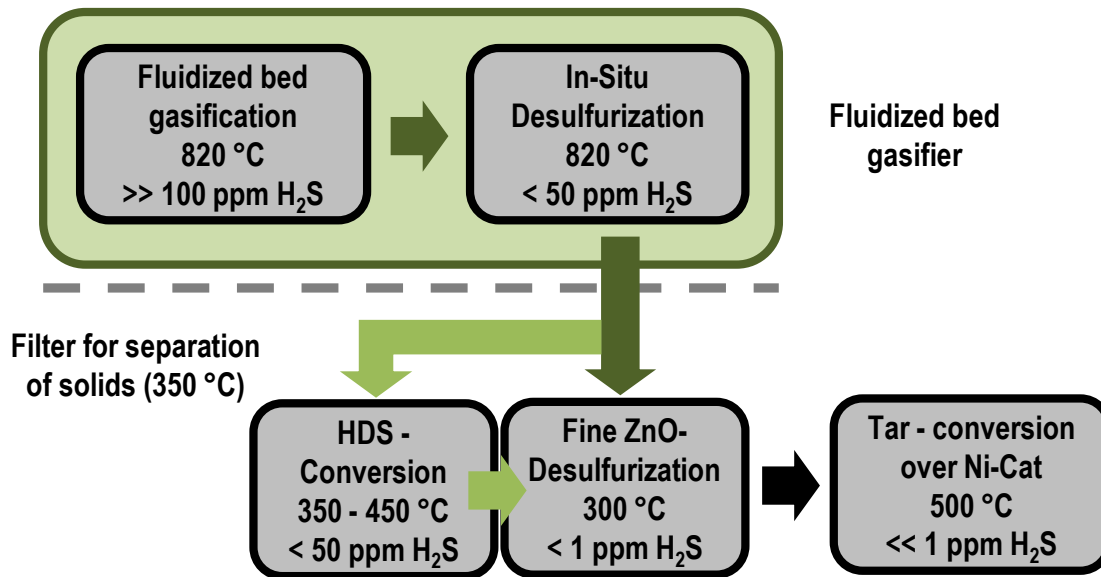 Fluidized bed
gasification
820 °C
>> 100 ppm H₂S
In-Situ
Desulfurization
820 °C
< 50 ppm H₂S
Fluidized bed
gasifier
Filter for separation
of solids (350 °C)
HDS -
Conversion
350 - 450 °C
< 50 ppm H₂S
Fine ZnO-
Desulfurization
300 °C
< 1 ppm H₂S
Tar - conversion
over Ni-Cat
500 °C
<< 1 ppm H₂S